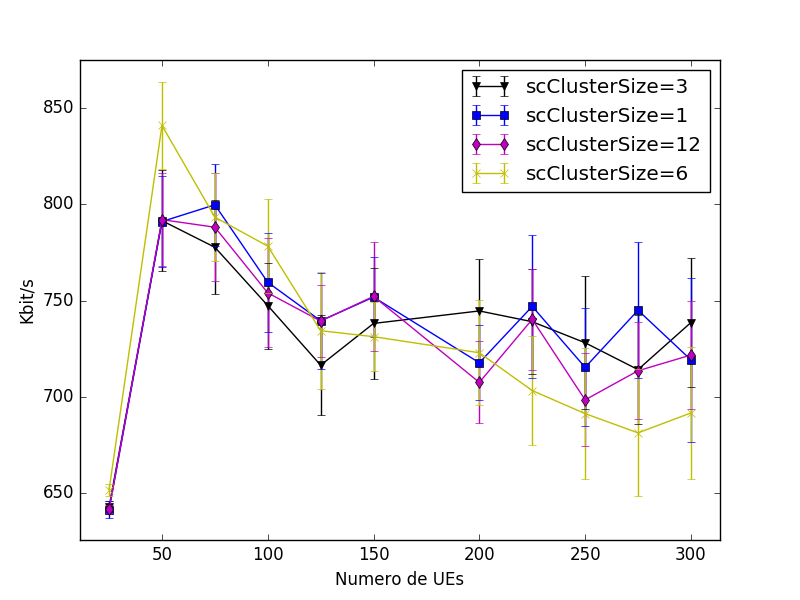 850
800
750
700
650
Kbit/s
scClusterSize=3
scClusterSize=1
scClusterSize=12
scClusterSize=6
50 100 150 200 250 300
Numero de UEs